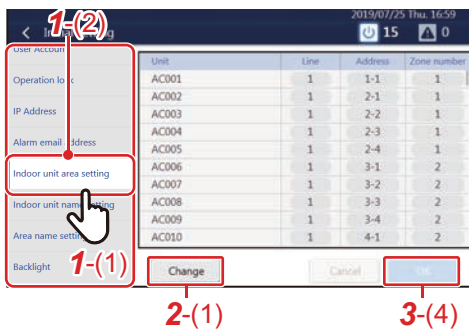 2019/07/25 Thu. 16:59
1-(2)
15 0
User Account
Unit Line Address Zone number
AC001 1 1-1 1
Operation lock
AC002 1 2-1 1
AC003 1 2-2 1
IP Address
AC004 1 2-3 1
Alarm email address
AC005 1 2-4 1
Indoor unit area setting
AC006 1 3-1 2
AC007 1 3-2 2
Indoor unit name setting
AC008 1 3-3 2
AC009 1 3-4 2
Area name setting
AC010 1 4-1 2
1-(1)
Backlight
Change Cancel OK
2-(1) 3-(4)